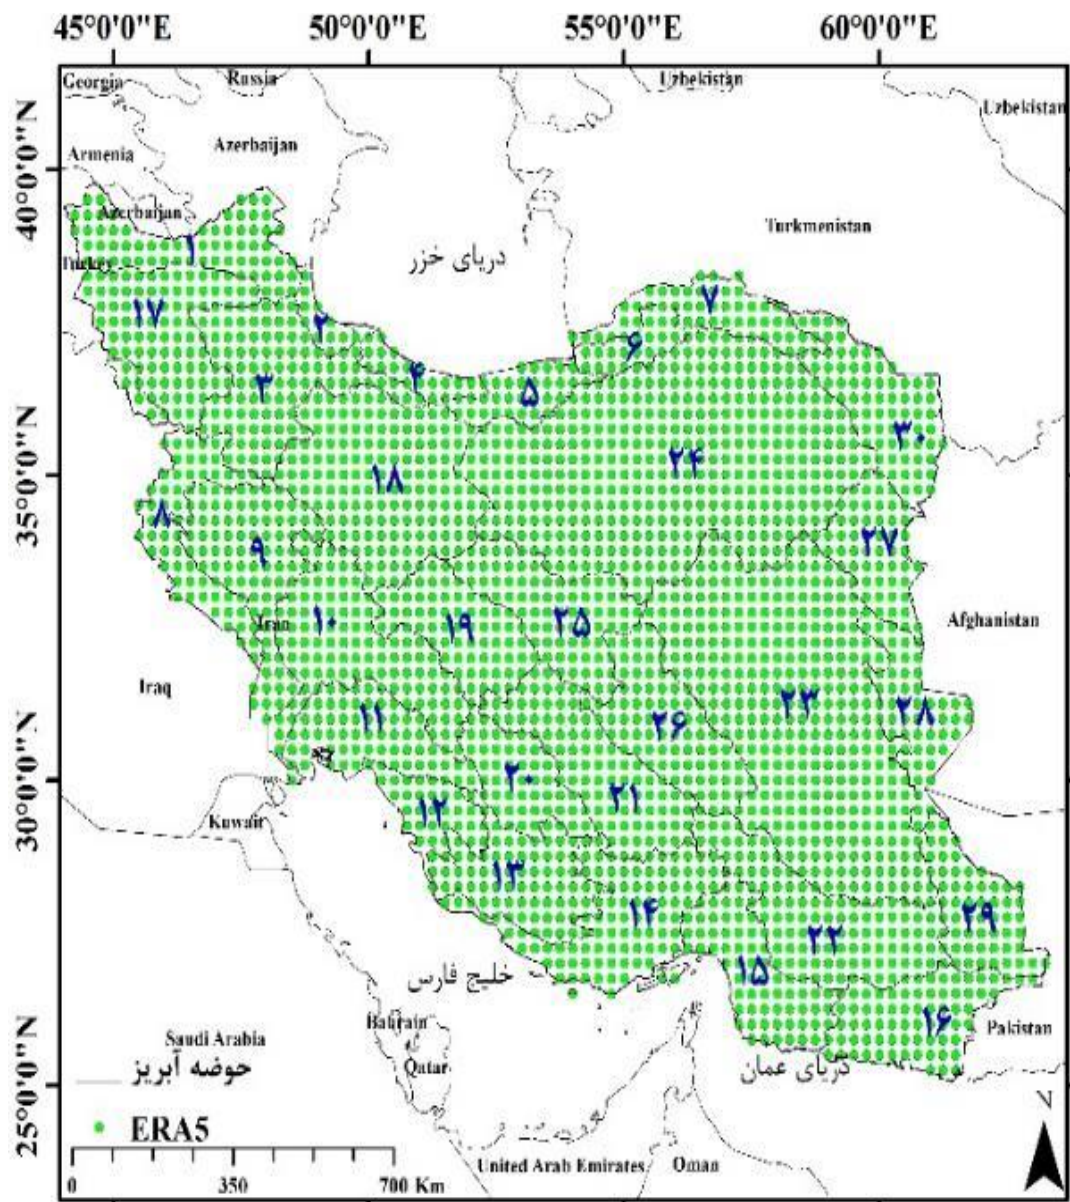 45°0'0"E 50°0'0"E 55°0'0"E 60°0'0"E
Georgia
Russia
Uzbekistan
Uzbekistan
Armenia
Azerbaijan
40°0'0"N
Azerbaijan
Turkmenistan
دریای خزر
Turkey
۱
۷
۱۷
۲
۶
۳
۴
۵
۳۰
۲۴
۱۸
35°0'0"N
۸
۹
۲۷
Iran
۱۰
۱۹
۲۵
Afghanistan
Iraq
۱۱
۲۶
۲۳
۲۸
30°0'0"N
۲۰
۲۱
۱۲
Kuwait
۱۳
۱۴
۲۲
۲۹
خلیج فارس
۱۵
۱۶
Pakistan
Bahrain
Saudi Arabia
Qatar
دریای عمان
حوضه آبریز
25°0'0"N
ERA5
N
United Arab Emirates
Oman
0 350 700 Km